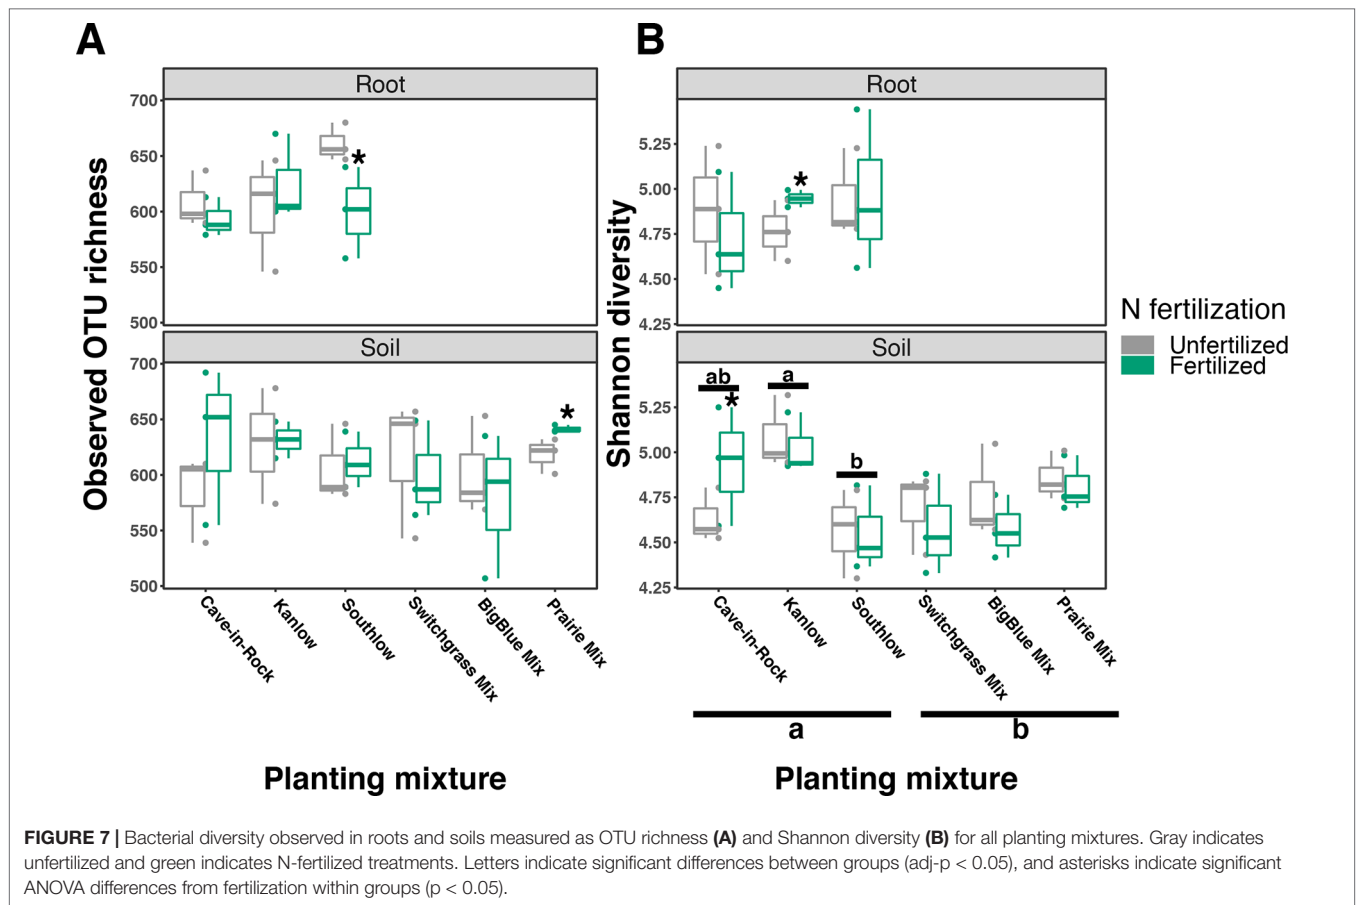 A
B
Root
Root
700
650
600
550
500
5.25
5.00
4.75
4.50
4.25
*
*
Observed OTU richness
Shannon diversity
Soil
Soil
700
650
600
550
500
5.25
5.00
4.75
4.50
4.25
*
ab
*
a
b
Cave-in-Rock
Kanlow
Southlow
Switchgrass Mix
BigBlue Mix
Prairie Mix
Cave-in-Rock
Kanlow
Southlow
Switchgrass Mix
BigBlue Mix
Prairie Mix
a
b
Planting mixture
Planting mixture
N fertilization
Unfertilized
Fertilized
FIGURE 7 | Bacterial diversity observed in roots and soils measured as OTU richness (A) and Shannon diversity (B) for all planting mixtures. Gray indicates
unfertilized and green indicates N-fertilized treatments. Letters indicate significant differences between groups (adj-p < 0.05), and asterisks indicate significant
ANOVA differences from fertilization within groups (p < 0.05).